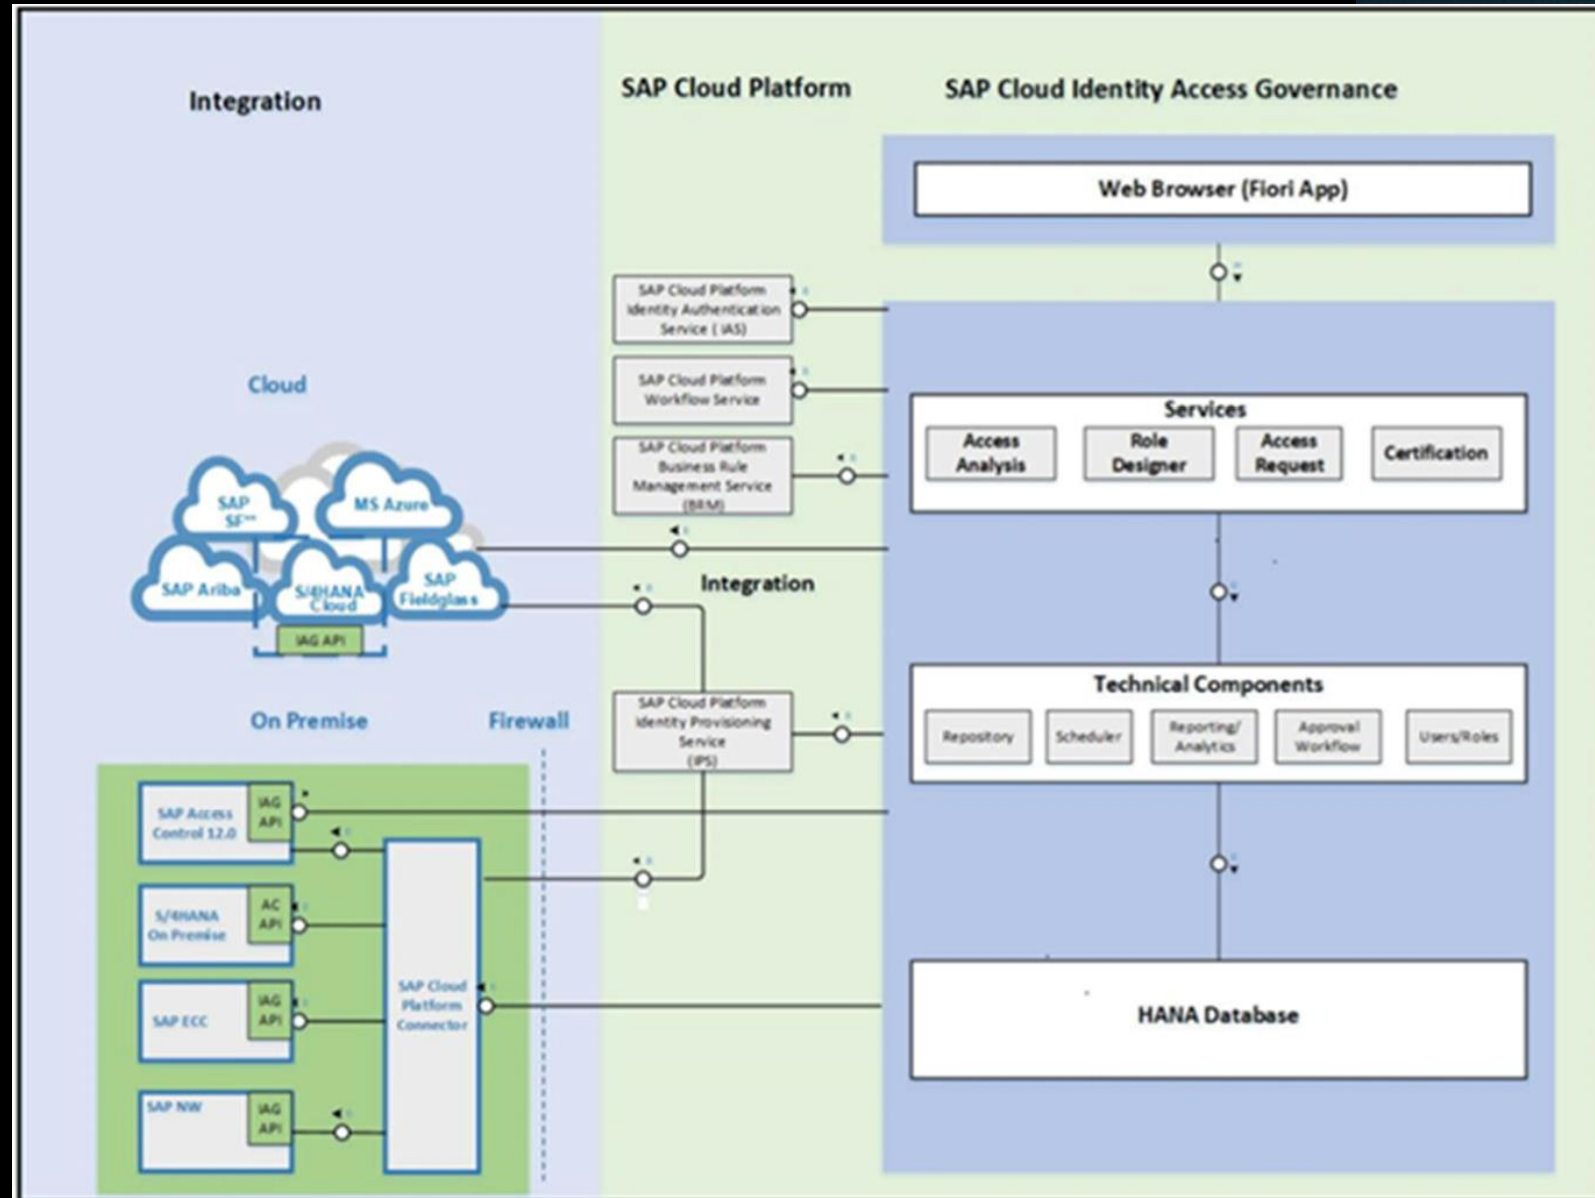 Integration
SAP Cloud Platform
SAP Cloud Identity Access Governance
Web Browser (Fiori App)
SAP Cloud Platform
Identity Authentication
Service ( IAS)
SAP Cloud Platform
Workflow Service
SAP Cloud Platform
Business Rule
Management Service
(BRM)
Services
Access
Analysis
Role
Designer
Access
Request
Certification
Cloud
SAP
SF**
MS Azure
SAP Ariba
S/4HANA
Cloud
SAP
Fieldglass
IAG API
Integration
SAP Cloud Platform
Identity Provisioning
Service
(IPS)
Technical Components
Repository
Scheduler
Reporting/
Analytics
Approval
Workflow
Users/Roles
On Premise
Firewall
SAP Access
Control 12.0
IAG
API
S/4HANA
On Premise
AC
API
SAP ECC
IAG
API
SAP NW
IAG
API
SAP Cloud
Platform
Connector
HANA Database